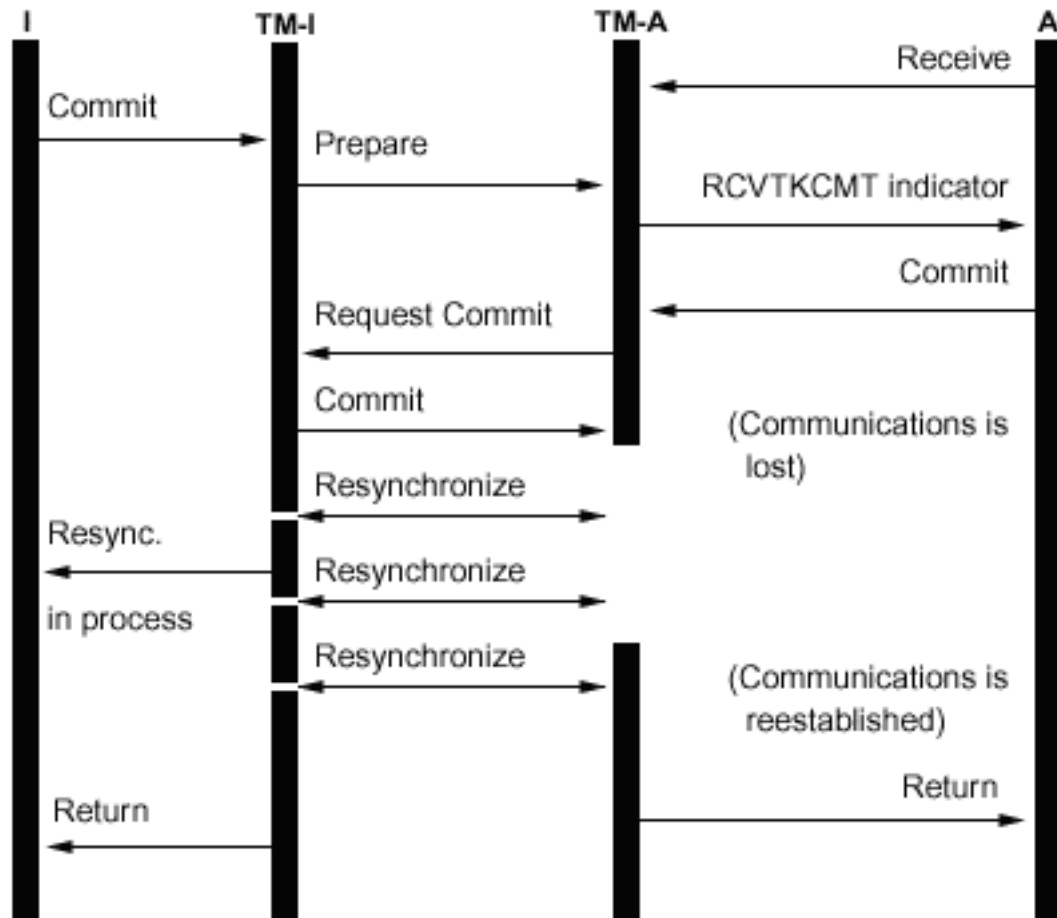 I
TM-I
TM-A
A
Receive
Commit
Prepare
RCVTKCMT indicator
Commit
Request Commit
Commit
(Communications is
lost)
Resynchronize
Resync.
Resynchronize
in process
Resynchronize
(Communications is
reestablished)
Return
Return